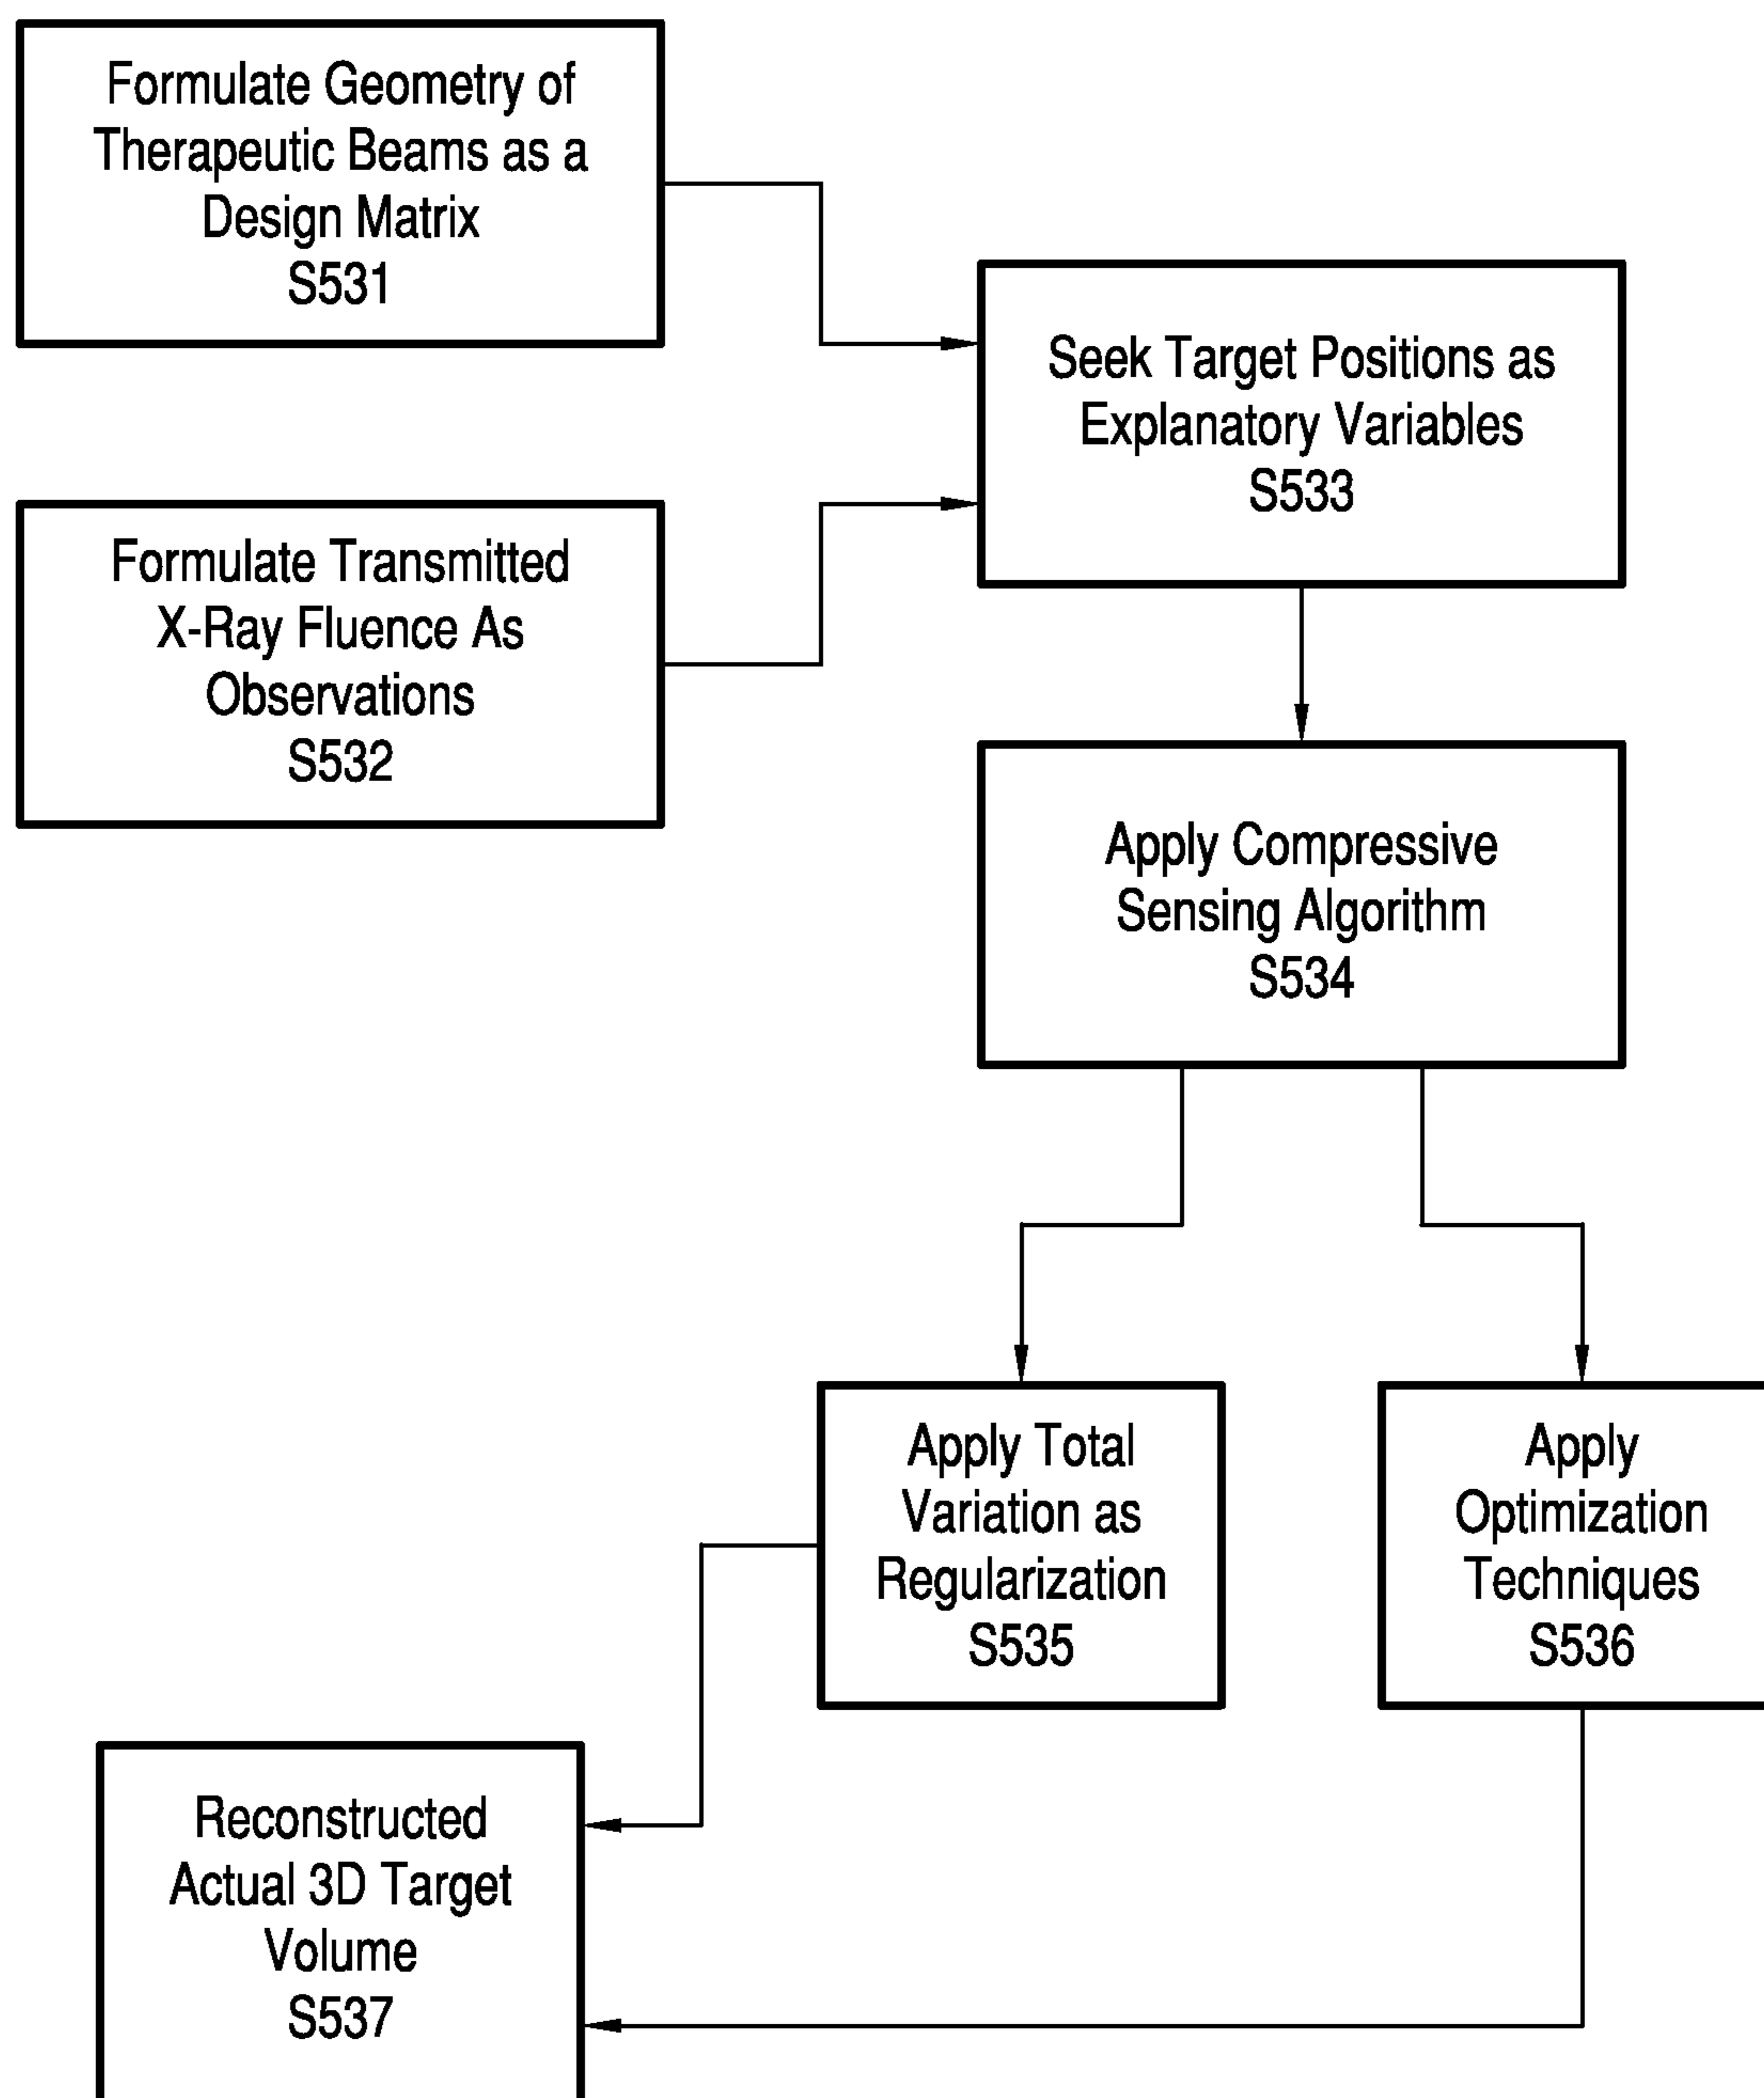 Formulate Geometry of
Therapeutic Beams as a
Design Matrix
S531
Formulate Transmitted
X-Ray Fluence As
Observations
S532
Seek Target Positions as
Explanatory Variables
S533
Apply Compressive
Sensing Algorithm
S534
Apply Total
Variation as
Regularization
S535
Apply
Optimization
Techniques
S536
Reconstructed
Actual 3D Target
Volume
S537